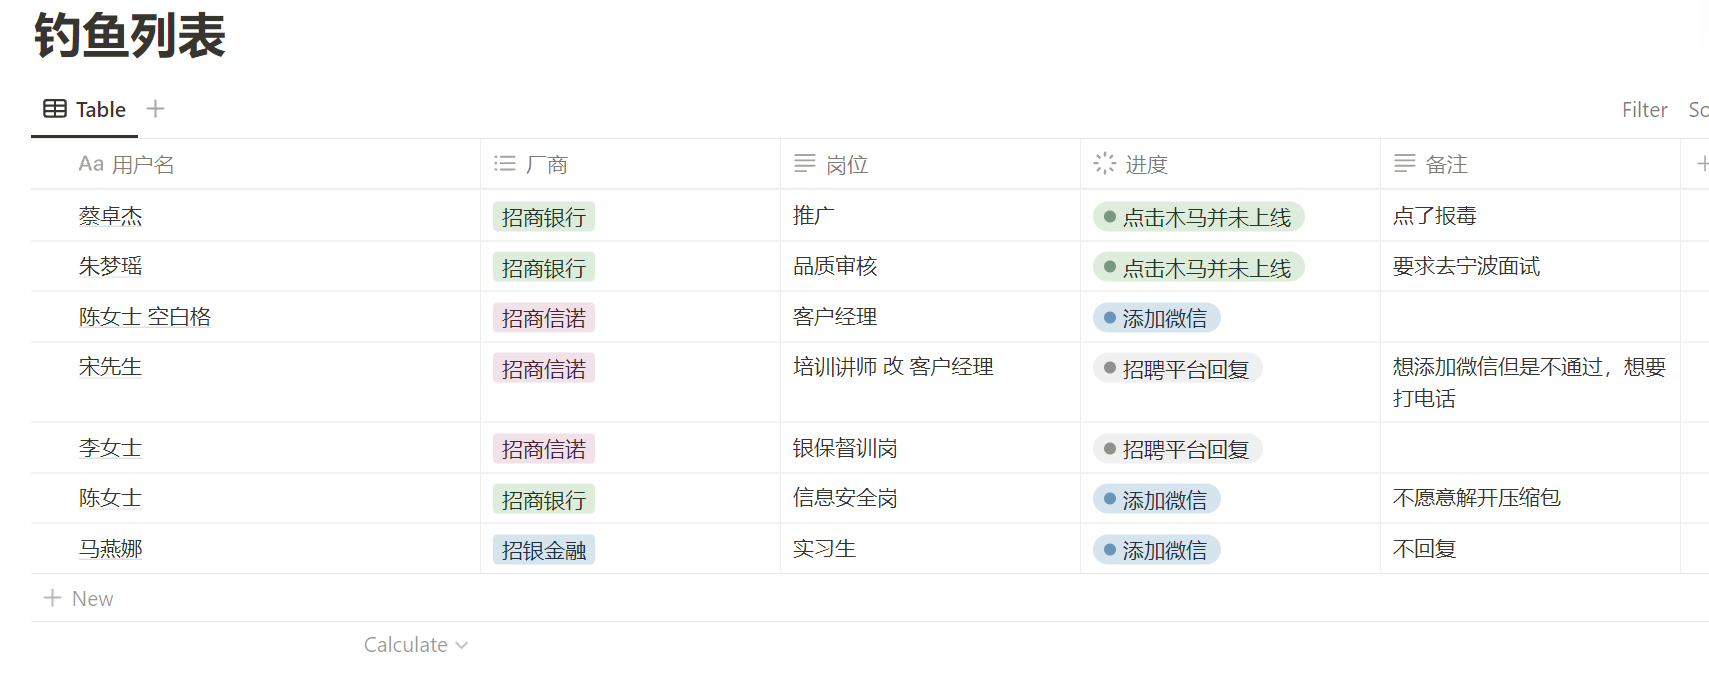 钓鱼列表
Table
Filter So
Aa 用户名 厂商 岗位 进度 备注
蔡卓杰 招商银行 推广 点击木马并未上线 点了报毒
朱梦瑶 招商银行 品质审核 点击木马并未上线 要求去宁波面试
陈女士 空白格 招商信诺 客户经理 添加微信
宋先生 招商信诺 培训讲师 改 客户经理 招聘平台回复 想添加微信但是不通过，想要
打电话
李女士 招商信诺 银保督训岗 招聘平台回复
陈女士 招商银行 信息安全岗 添加微信 不愿意解开压缩包
马燕娜 招银金融 实习生 添加微信 不回复
New
Calculate